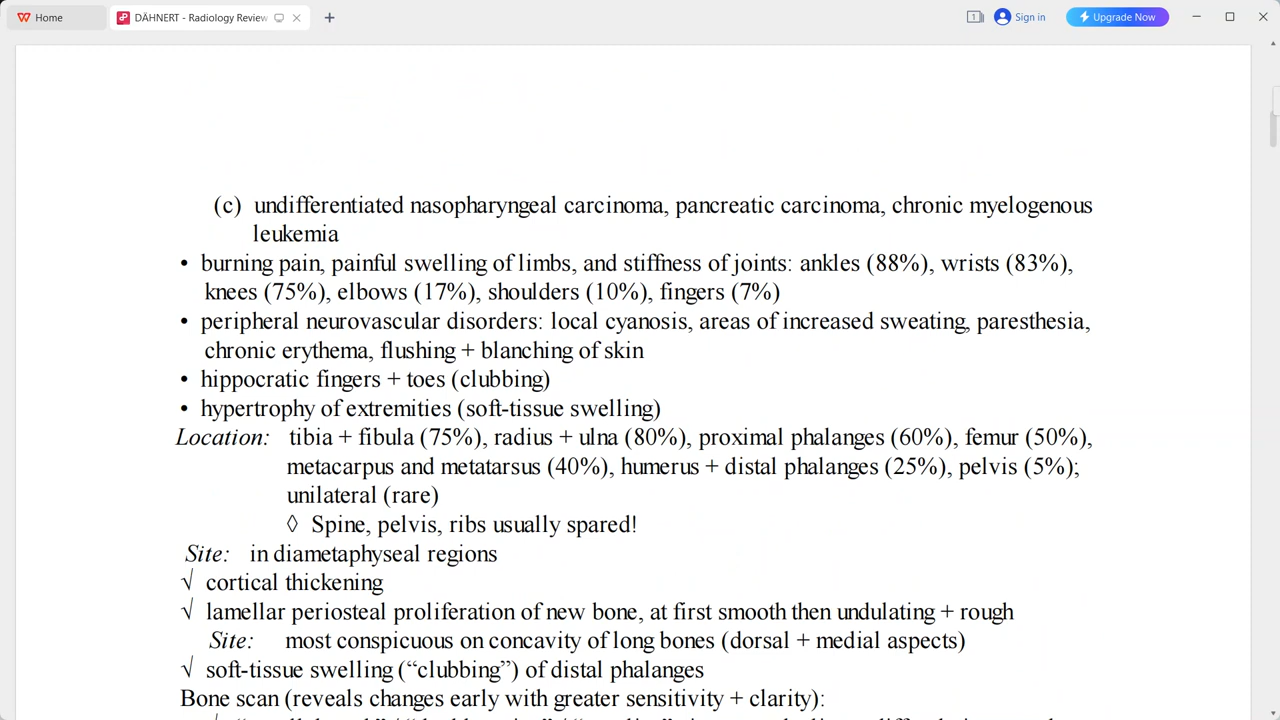 Home
DÄHNERT - Radiology Review
1
Sign in
Upgrade Now
(c) undifferentiated nasopharyngeal carcinoma, pancreatic carcinoma, chronic myelogenous
leukemia
• burning pain, painful swelling of limbs, and stiffness of joints: ankles (88%), wrists (83%),
knees (75%), elbows (17%), shoulders (10%), fingers (7%)
• peripheral neurovascular disorders: local cyanosis, areas of increased sweating, paresthesia,
chronic erythema, flushing + blanching of skin
• hippocratic fingers + toes (clubbing)
• hypertrophy of extremities (soft-tissue swelling)
Location: tibia + fibula (75%), radius + ulna (80%), proximal phalanges (60%), femur (50%),
metacarpus and metatarsus (40%), humerus + distal phalanges (25%), pelvis (5%);
unilateral (rare)
◊ Spine, pelvis, ribs usually spared!
Site: in diametaphyseal regions
√ cortical thickening
√ lamellar periosteal proliferation of new bone, at first smooth then undulating + rough
Site: most conspicuous on concavity of long bones (dorsal + medial aspects)
√ soft-tissue swelling (“clubbing”) of distal phalanges
Bone scan (reveals changes early with greater sensitivity + clarity):